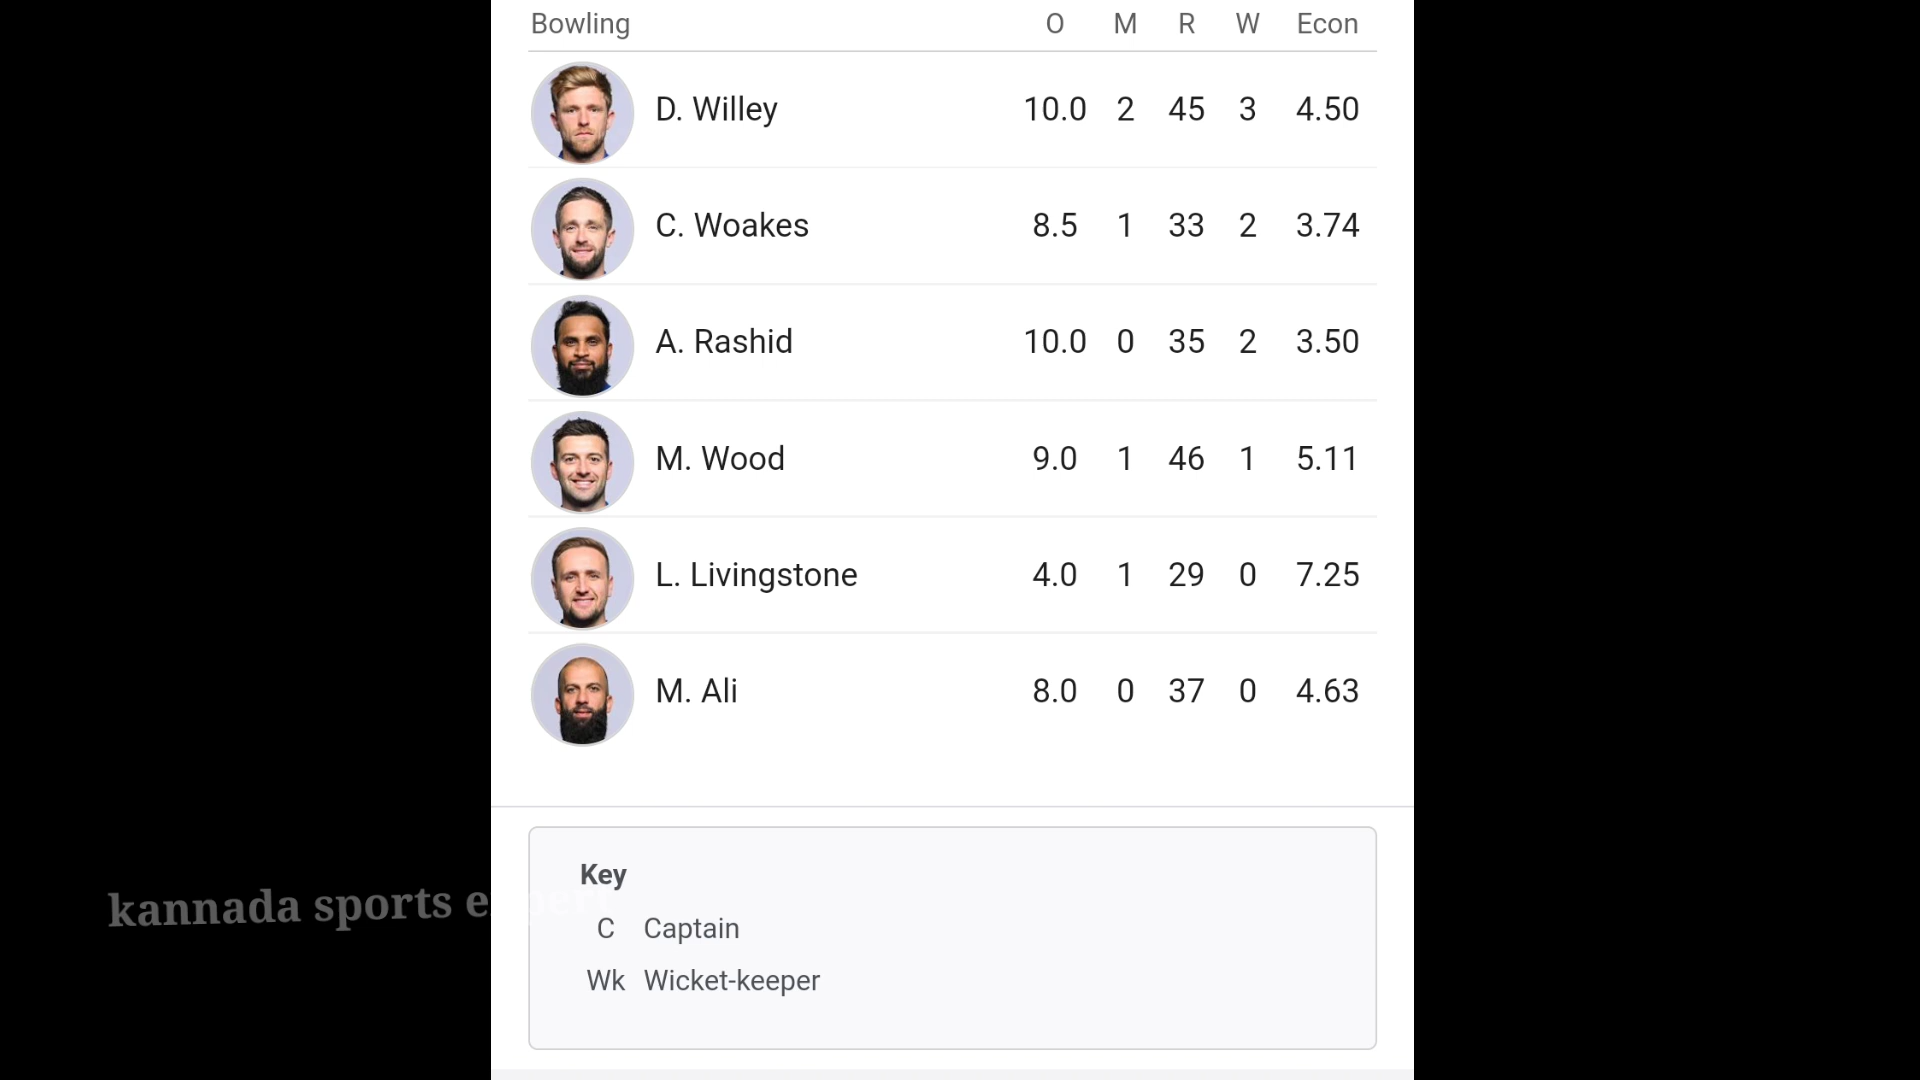 Bowling O M R W Econ
D. Willey 10.0 2 45 3 4.50
C. Woakes 8.5 1 33 2 3.74
A. Rashid 10.0 0 35 2 3.50
M. Wood 9.0 1 46 1 5.11
L. Livingstone 4.0 1 29 0 7.25
M. Ali 8.0 0 37 0 4.63
Key
kannada sports expert
C Captain
Wk Wicket-keeper